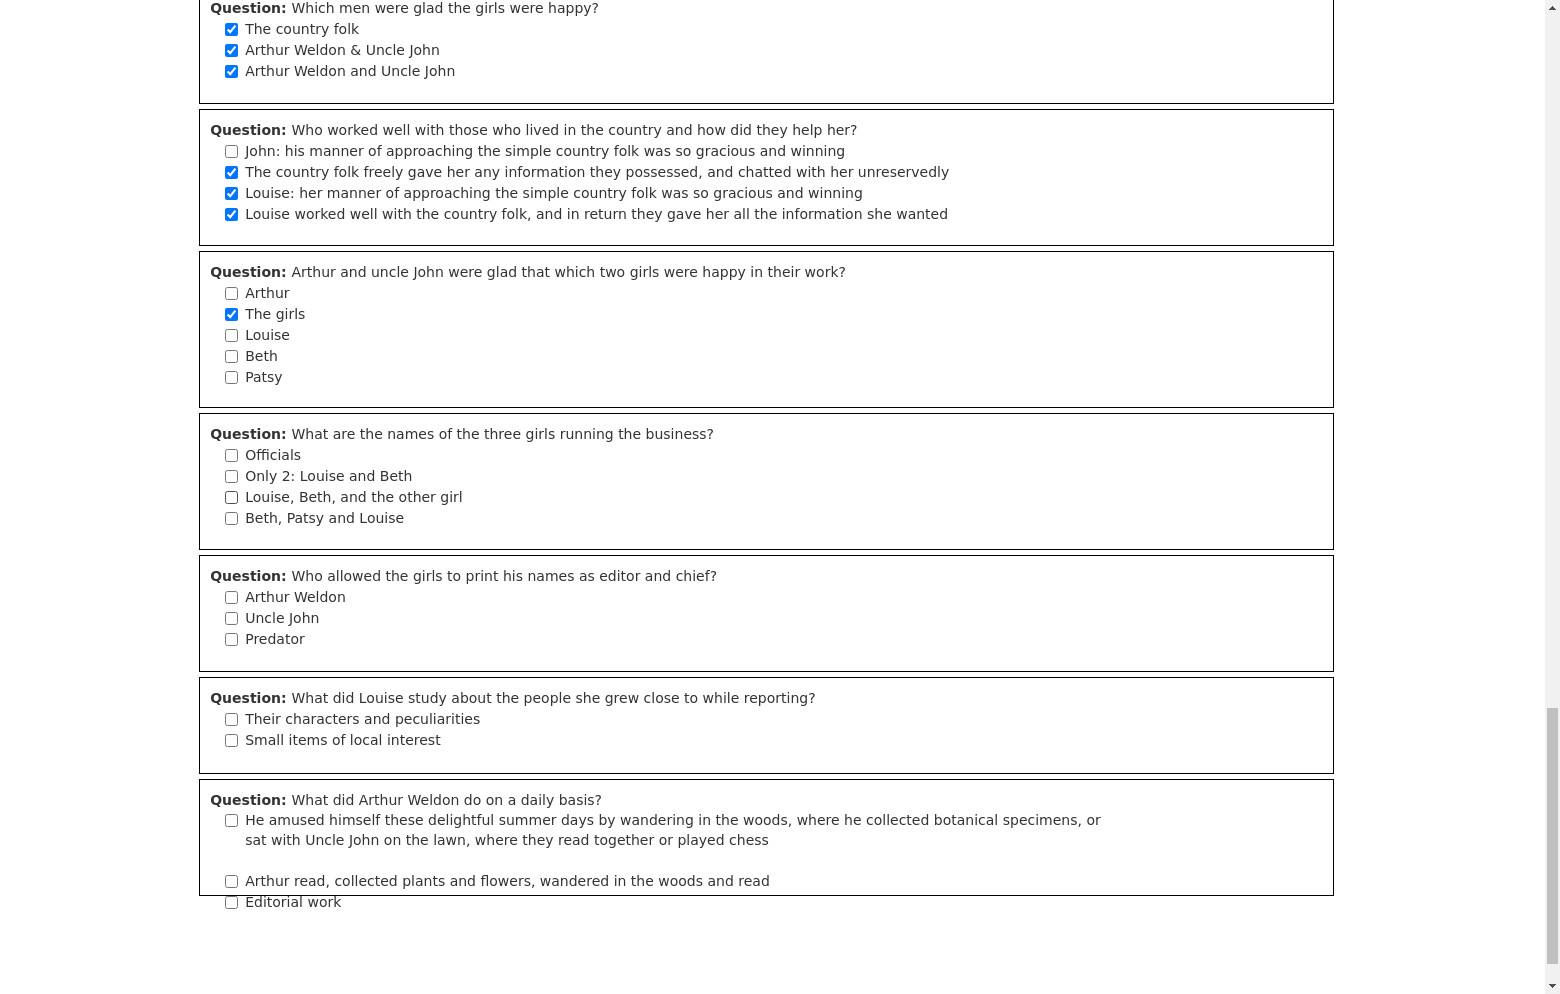 Question: Which men were glad the girls were happy?
The country folk
Arthur Weldon & Uncle John
Arthur Weldon and Uncle John
Question: Who worked well with those who lived in the country and how did they help her?
John: his manner of approaching the simple country folk was so gracious and winning
The country folk freely gave her any information they possessed, and chatted with her unreservedly
Louise: her manner of approaching the simple country folk was so gracious and winning
Louise worked well with the country folk, and in return they gave her all the information she wanted
Question: Arthur and uncle John were glad that which two girls were happy in their work?
Arthur
The girls
Louise
Beth
Patsy
Question: What are the names of the three girls running the business?
Officials
Only 2: Louise and Beth
Louise, Beth, and the other girl
Beth, Patsy and Louise
Question: Who allowed the girls to print his names as editor and chief?
Arthur Weldon
Uncle John
Predator
Question: What did Louise study about the people she grew close to while reporting?
Their characters and peculiarities
Small items of local interest
Question: What did Arthur Weldon do on a daily basis?
He amused himself these delightful summer days by wandering in the woods, where he collected botanical specimens, or
sat with Uncle John on the lawn, where they read together or played chess
Arthur read, collected plants and flowers, wandered in the woods and read
Editorial work